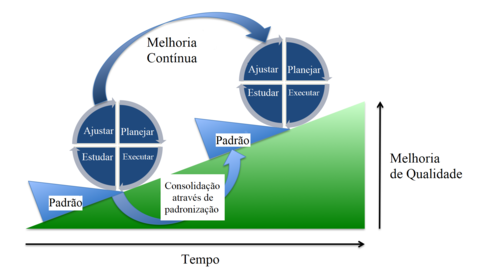 Melhoria
Contínua
Ajustar
Planejar
Estudar
Executar
Ajustar
Planejar
Estudar
Executar
Padrão
Padrão
Consolidação
através de
padronização
Melhoria
de Qualidade
Tempo